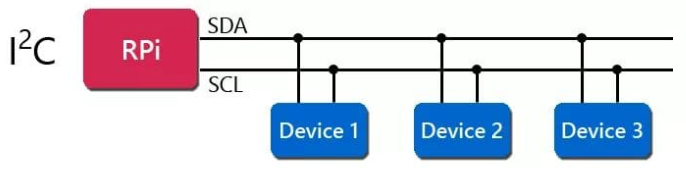 I²C
RPi
SDA
SCL
Device 1
Device 2
Device 3